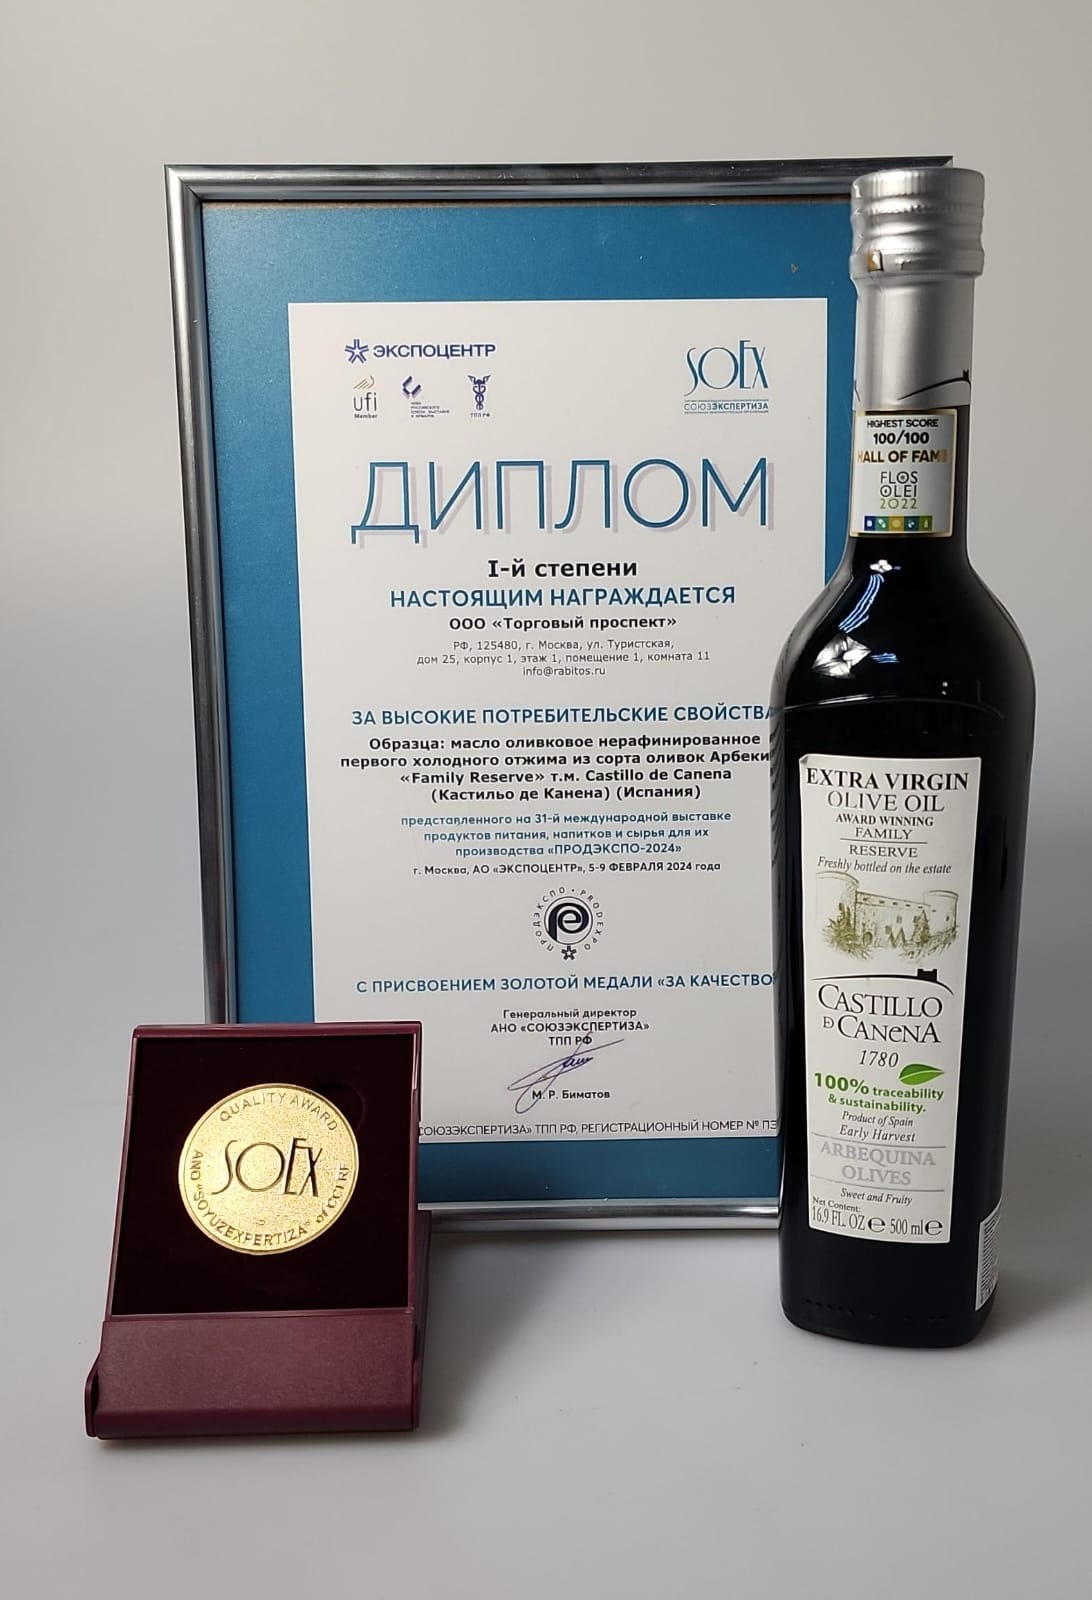 ЭКСПОЦЕНТР
ufi
Member
ТПП РФ
SOEX
СОЮЗЭКСПЕРТИЗА
ДИПЛОМ
I-й степени
НАСТОЯЩИМ НАГРАЖДАЕТСЯ
ООО «Торговый проспект»
РФ, 125480, г. Москва, ул. Туристская,
дом 25, корпус 1, этаж 1, помещение 1, комната 11
info@rabitos.ru
ЗА ВЫСОКИЕ ПОТРЕБИТЕЛЬСКИЕ СВОЙСТВА
Образца: масло оливковое нерафинированное
первого холодного отжима из сорта оливок Арбеки
«Family Reserve» т.м. Castillo de Canena
(Кастильо де Канена) (Испания)
представленного на 31-й международной выставке
продуктов питания, напитков и сырья для их
производства «ПРОДЭКСПО-2024»
г. Москва, АО «ЭКСПОЦЕНТР», 5-9 ФЕВРАЛЯ 2024 года
ПРОДЭКСПО • PRODEXPO
С ПРИСВОЕНИЕМ ЗОЛОТОЙ МЕДАЛИ «ЗА КАЧЕСТВО
Генеральный директор
АНО «СОЮЗЭКСПЕРТИЗА»
ТПП РФ
М. Р. Биматов
СОЮЗЭКСПЕРТИЗА» ТПП РФ, РЕГИСТРАЦИОННЫЙ НОМЕР № ПЭ
QUALITY AWARD
SOEX
ANO "SOYUZEXPERTIZA" of CCI RF
HIGHEST SCORE
100/100
HALL OF FAME
FLOS
OLEI
2022
EXTRA VIRGIN
OLIVE OIL
AWARD WINNING
FAMILY
RESERVE
Freshly bottled on the estate
CASTILLO
DE CANENA
1780
100% traceability
& sustainability.
Product of Spain
Early Harvest
ARBEQUINA
OLIVES
Sweet and Fruity
Net Content:
16.9 FL. OZ ℮ 500 ml ℮